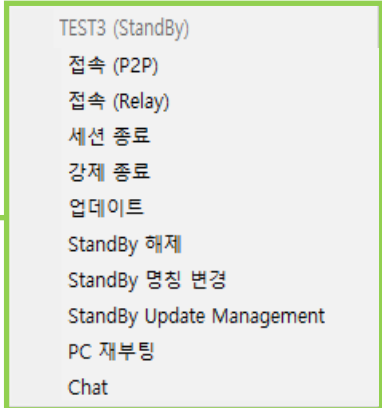 TEST3 (StandBy)
접속 (P2P)
접속 (Relay)
세션 종료
강제 종료
업데이트
StandBy 해제
StandBy 명칭 변경
StandBy Update Management
PC 재부팅
Chat